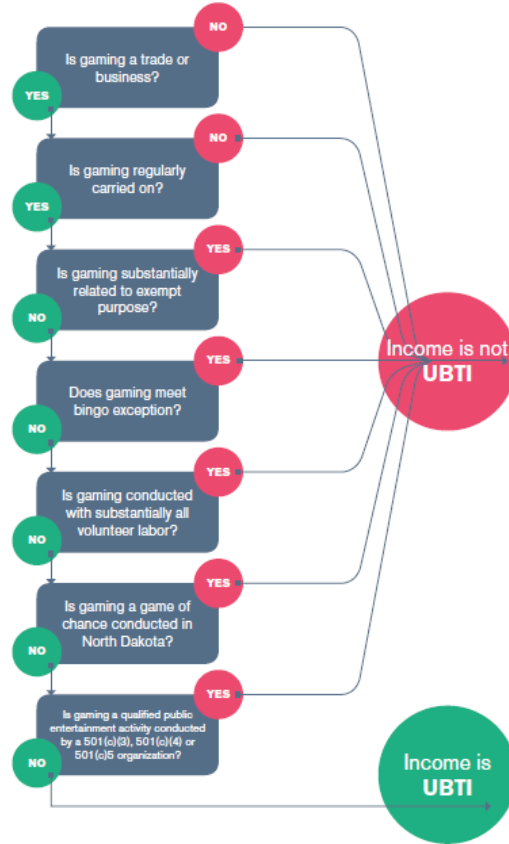 NO
Is gaming a trade or
business?
YES
NO
Is gaming regularly
carried on?
YES
YES
Is gaming substantially
related to exempt
purpose?
NO
YES
Income is not
UBTI
Does gaming meet
bingo exception?
NO
YES
Is gaming conducted
with substantially all
volunteer labor?
NO
YES
Is gaming a game of
chance conducted in
North Dakota?
NO
YES
Is gaming a qualified public
entertainment activity conducted
by a 501(c)(3), 501(c)(4) or
501(c)5 organization?
NO
Income is
UBTI